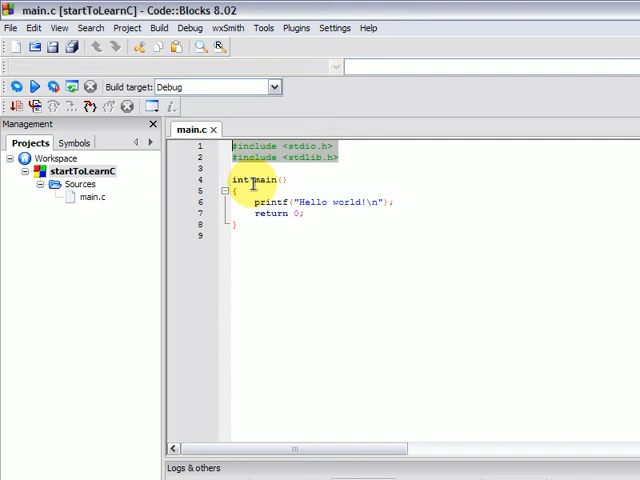 main.c [startToLearnC] - Code::Blocks 8.02
File Edit View Search Project Build Debug wxSmith Tools Plugins Settings Help
Build target: Debug
Management
Projects Symbols
main.c
Workspace
startToLearnC
Sources
main.c
1 #include <stdio.h>
2 #include <stdlib.h>
3
4 int main()
5 {
6 printf("Hello world!\n");
7 return 0;
8 }
9
Logs & others